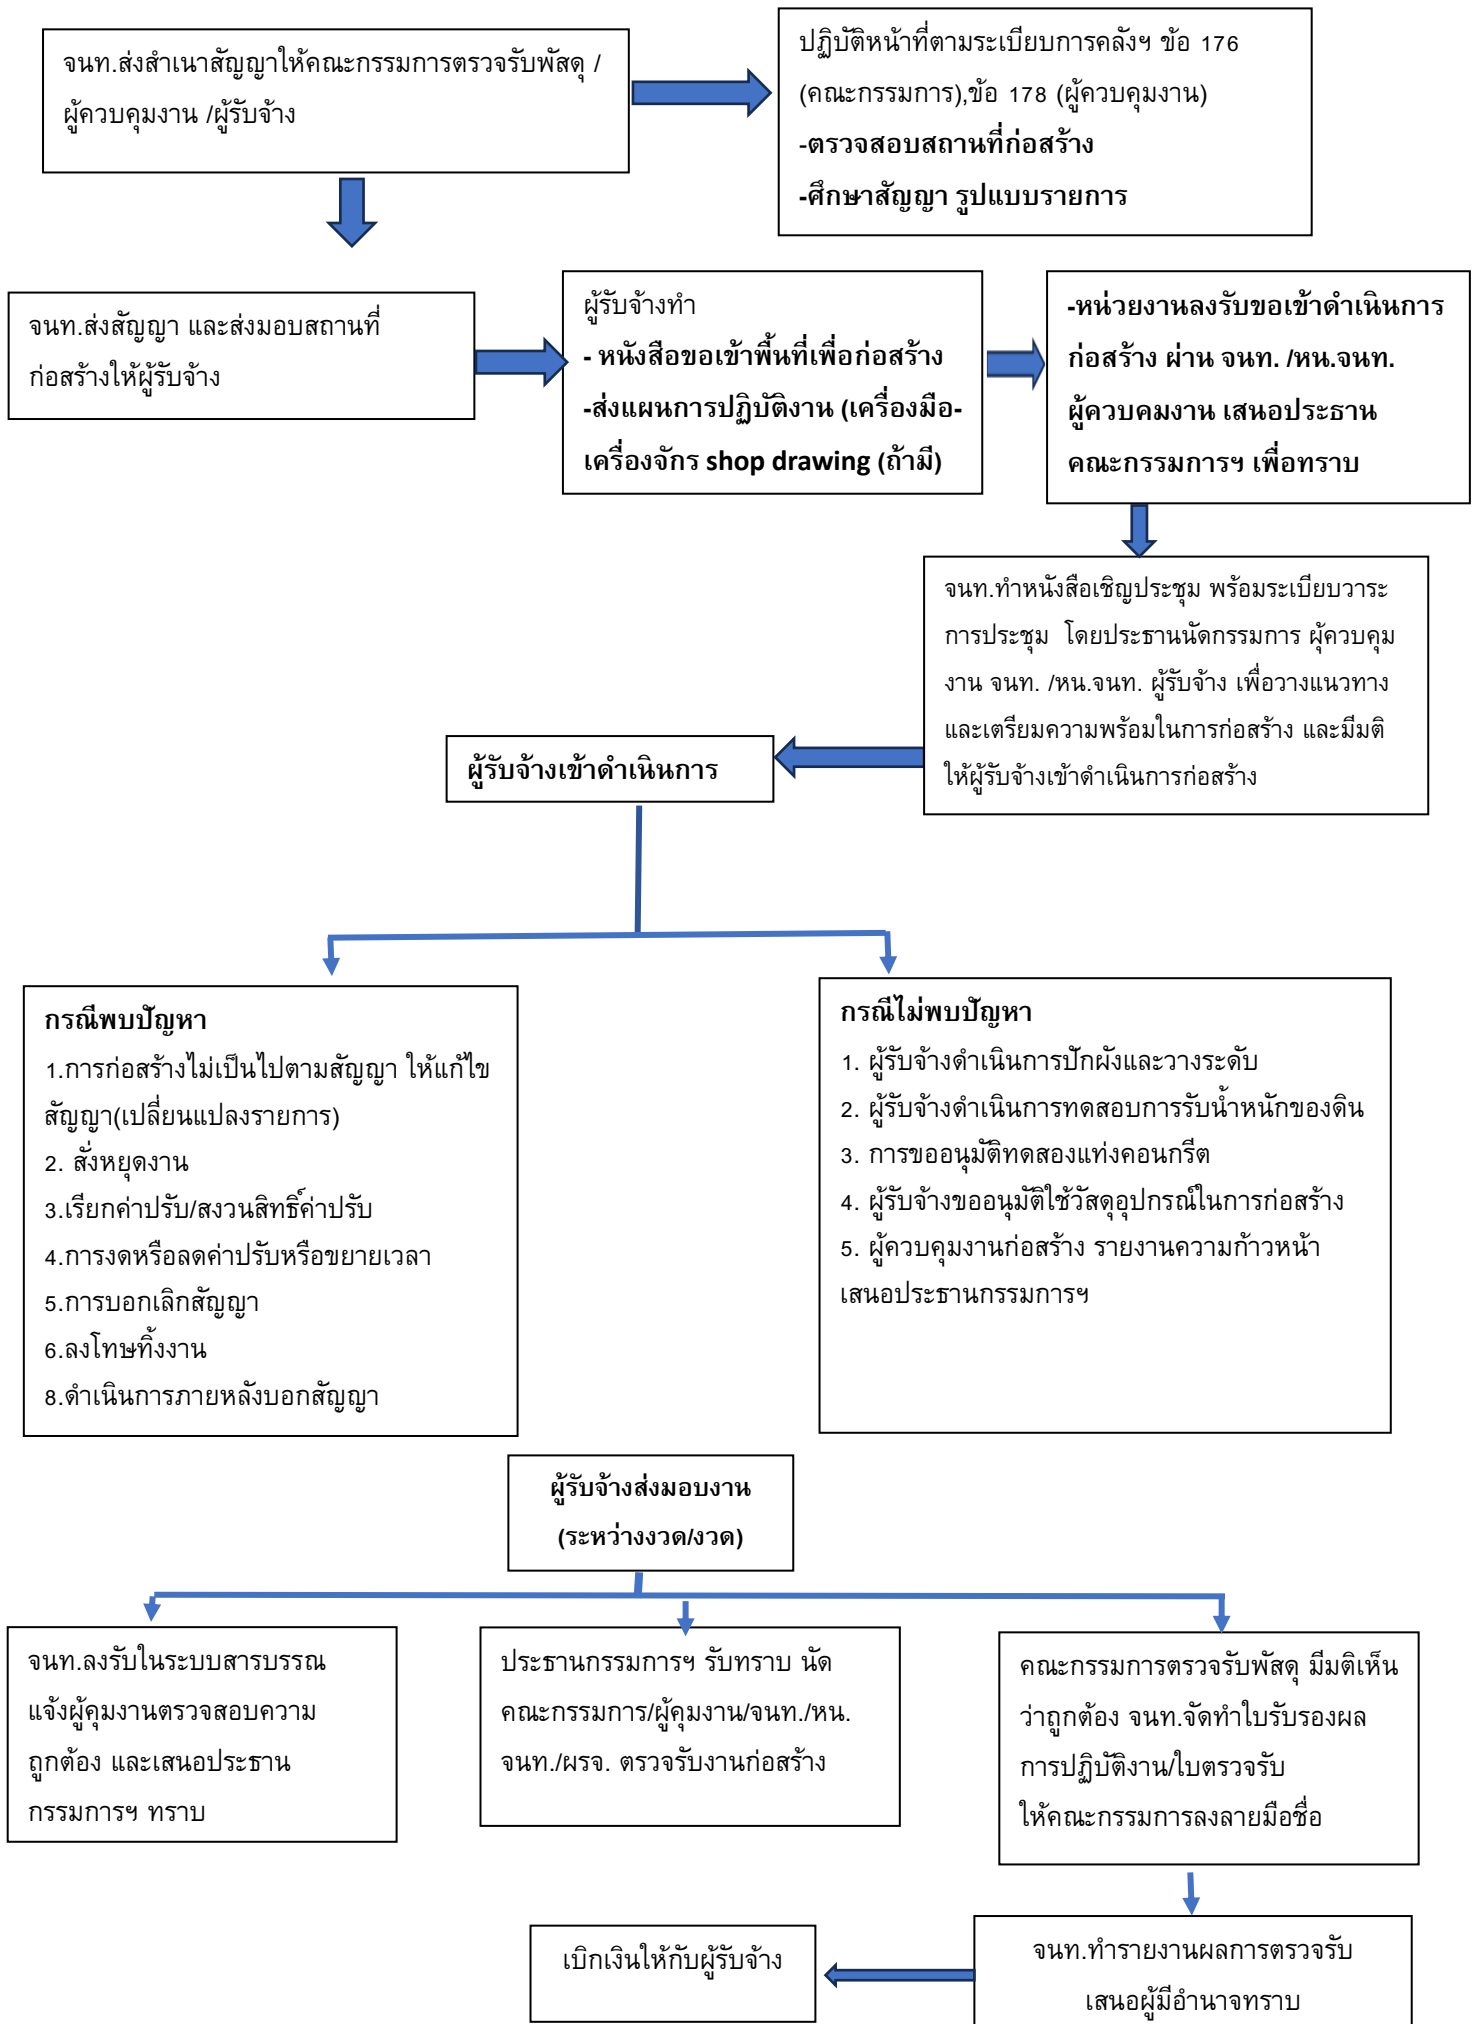 จนท.ส่งสำเนาสัญญาให้คณะกรรมการตรวจรับพัสดุ /
ผู้ควบคุมงาน /ผู้รับจ้าง
ปฏิบัติหน้าที่ตามระเบียบการคลังฯ ข้อ 176
(คณะกรรมการ),ข้อ 178 (ผู้ควบคุมงาน)
-ตรวจสอบสถานที่ก่อสร้าง
-ศึกษาสัญญา รูปแบบรายการ
จนท.ส่งสัญญา และส่งมอบสถานที่
ก่อสร้างให้ผู้รับจ้าง
ผู้รับจ้างทำ
- หนังสือขอเข้าพื้นที่เพื่อก่อสร้าง
-ส่งแผนการปฏิบัติงาน (เครื่องมือ-
เครื่องจักร shop drawing (ถ้ามี)
-หน่วยงานลงรับขอเข้าดำเนินการ
ก่อสร้าง ผ่าน จนท. /หน.จนท.
ผู้ควบคมงาน เสนอประธาน
คณะกรรมการฯ เพื่อทราบ
จนท.ทำหนังสือเชิญประชุม พร้อมระเบียบวาระ
การประชุม โดยประธานนัดกรรมการ ผุ้ควบคุม
งาน จนท. /หน.จนท. ผู้รับจ้าง เพื่อวางแนวทาง
และเตรียมความพร้อมในการก่อสร้าง และมีมติ
ให้ผู้รับจ้างเข้าดำเนินการก่อสร้าง
ผู้รับจ้างเข้าดำเนินการ
กรณีพบปัญหา
1.การก่อสร้างไม่เป็นไปตามสัญญา ให้แก้ไข
สัญญา(เปลี่ยนแปลงรายการ)
2. สั่งหยุดงาน
3.เรียกค่าปรับ/สงวนสิทธิ์ค่าปรับ
4.การงดหรือลดค่าปรับหรือขยายเวลา
5.การบอกเลิกสัญญา
6.ลงโทษทิ้งงาน
8.ดำเนินการภายหลังบอกสัญญา
กรณีไม่พบปัญหา
1. ผู้รับจ้างดำเนินการปักผังและวางระดับ
2. ผู้รับจ้างดำเนินการทดสอบการรับน้ำหนักของดิน
3. การขออนุมัติทดสองแท่งคอนกรีต
4. ผู้รับจ้างขออนุมัติใช้วัสดุอุปกรณ์ในการก่อสร้าง
5. ผู้ควบคุมงานก่อสร้าง รายงานความก้าวหน้า
เสนอประธานกรรมการฯ
ผู้รับจ้างส่งมอบงาน
(ระหว่างงวด/งวด)
จนท.ลงรับในระบบสารบรรณ
แจ้งผู้คุมงานตรวจสอบความ
ถูกต้อง และเสนอประธาน
กรรมการฯ ทราบ
ประธานกรรมการฯ รับทราบ นัด
คณะกรรมการ/ผู้คุมงาน/จนท./หน.
จนท./ผรจ. ตรวจรับงานก่อสร้าง
คณะกรรมการตรวจรับพัสดุ มีมติเห็น
ว่าถูกต้อง จนท.จัดทำใบรับรองผล
การปฏิบัติงาน/ใบตรวจรับ
ให้คณะกรรมการลงลายมือชื่อ
เบิกเงินให้กับผู้รับจ้าง
จนท.ทำรายงานผลการตรวจรับ
เสนอผู้มีอำนาจทราบ